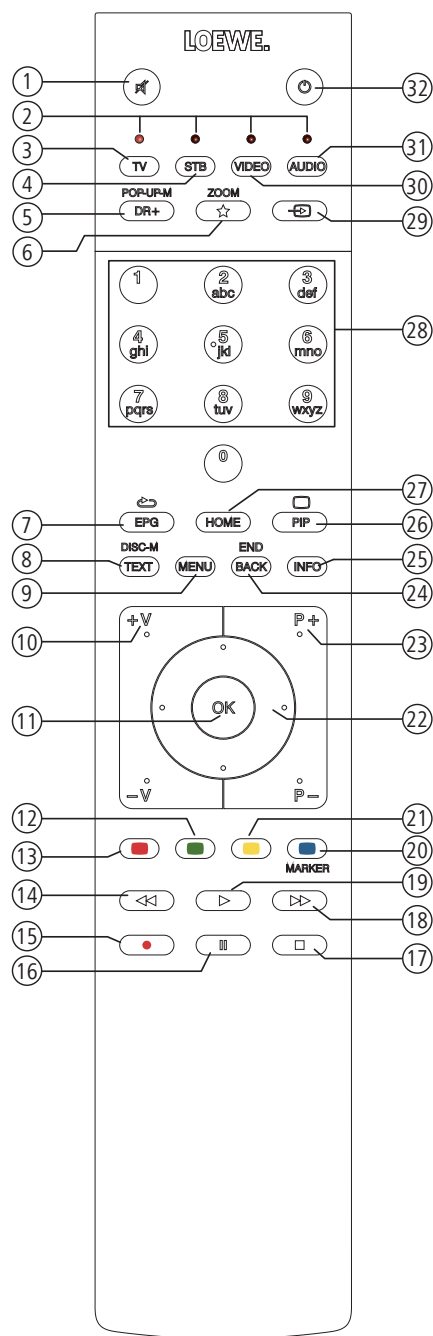 LOEWE.
1 32
2
3 TV STB VIDEO AUDIO 31
4 30
POP-UP-M ZOOM
5 DR+ 29
6
1 2 3
abc def
28
4 5 6
ghi jkl mno
7 8 9
pqrs tuv wxyz
0
27
7 EPG HOME PIP 26
DISC-M END
8 TEXT MENU BACK INFO 25
9 24
+V P+
10 23
11 OK 22
−V P−
12 21
13 20
MARKER
14 19
18
15
16 17